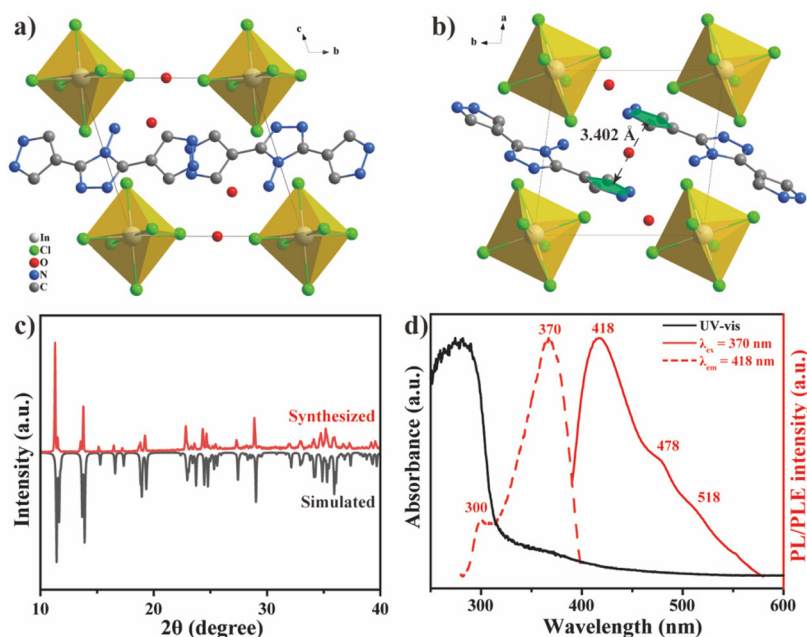 a)
c
b
In
Cl
O
N
C
b)
a
b
3.402 Å
c)
Intensity (a.u.)
Synthesized
Simulated
10 20 30 40
2θ (degree)
d)
Absorbance (a.u.)
370
418
UV-vis
λex = 370 nm
λem = 418 nm
478
518
300
PL/PLE intensity (a.u.)
300 400 500 600
Wavelength (nm)